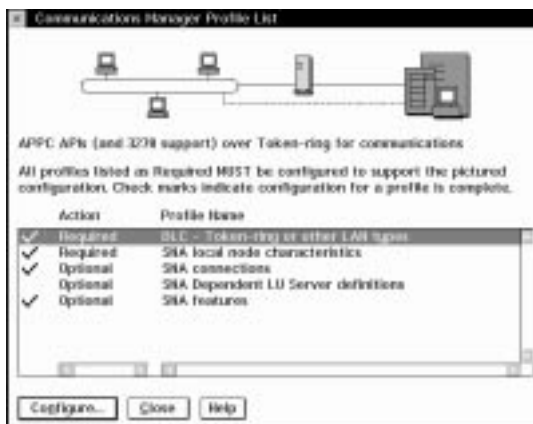 Communications Manager Profile List
APPC APIs (and 3270 support) over Token-ring for communications
All profiles listed as Required MUST be configured to support the pictured
configuration. Check marks indicate configuration for a profile is complete.
Action Profile Name
✓ Required DLC - Token-ring or other LAN types
✓ Required SNA local node characteristics
✓ Optional SNA connections
Optional SNA Dependent LU Server definitions
✓ Optional SNA features
Configure... Close Help